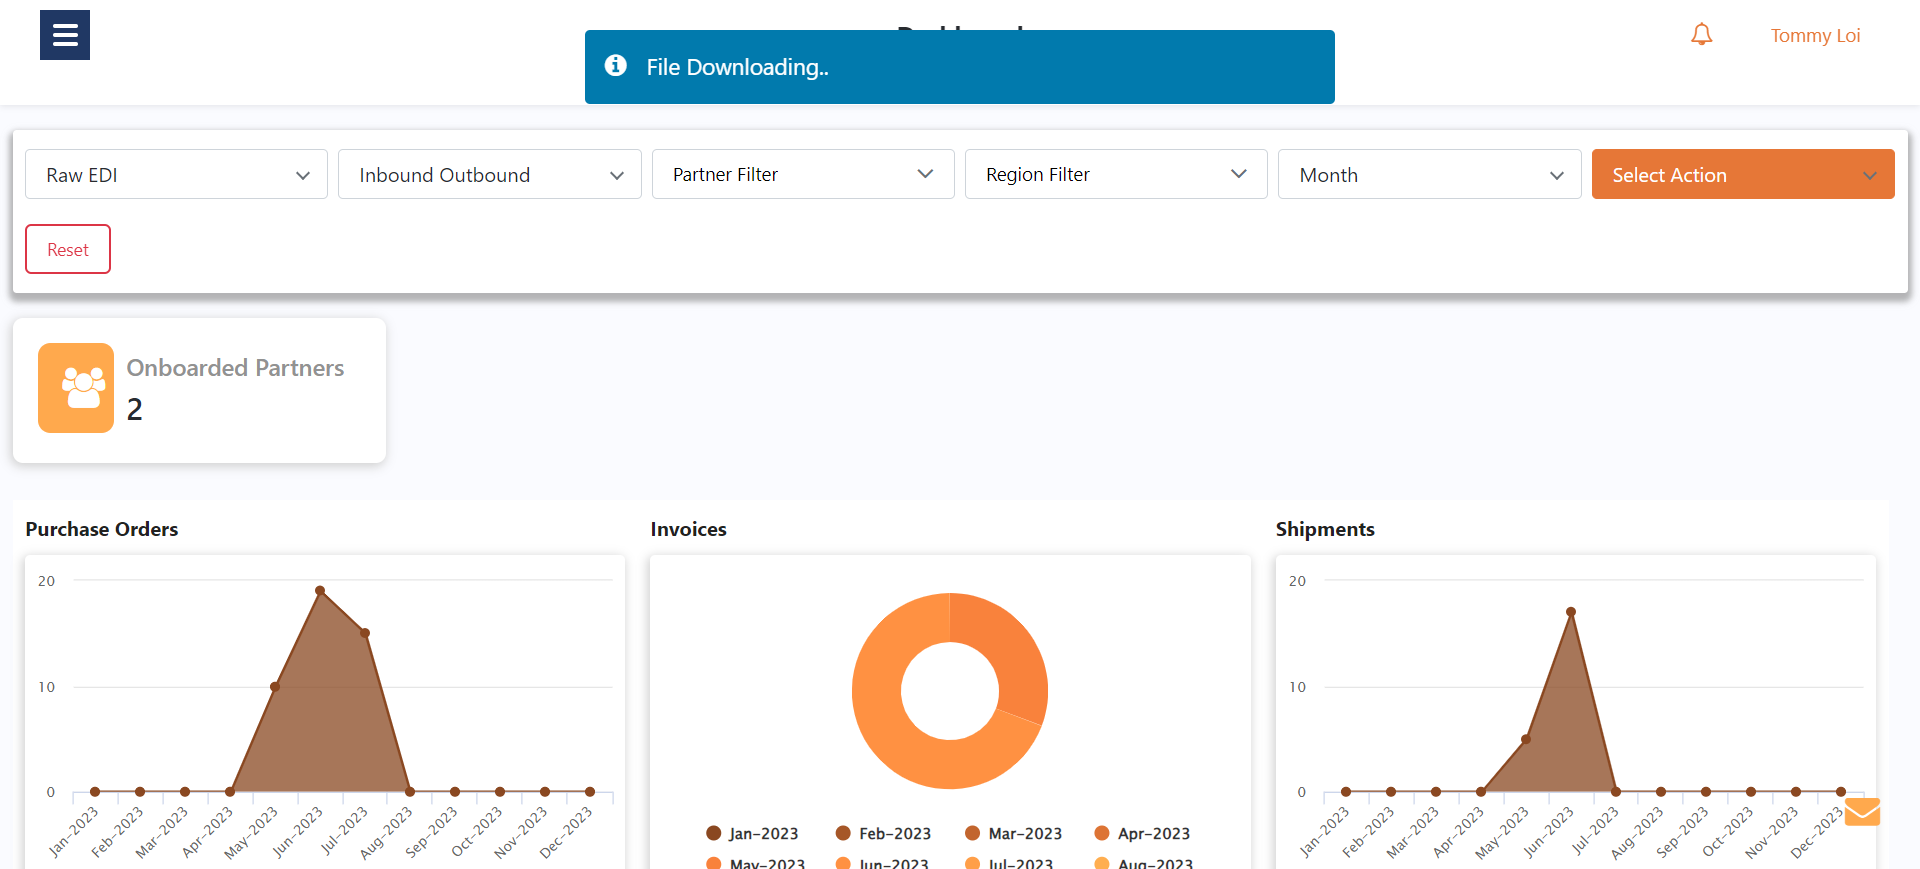 File Downloading..
Tommy Loi
Raw EDI
Inbound Outbound
Partner Filter
Region Filter
Month
Select Action
Reset
Onboarded Partners
2
Purchase Orders
20
10
0
Jan-2023
Feb-2023
Mar-2023
Apr-2023
May-2023
Jun-2023
Jul-2023
Aug-2023
Sep-2023
Oct-2023
Nov-2023
Dec-2023
Invoices
Jan-2023
Feb-2023
Mar-2023
Apr-2023
May-2023
Jun-2023
Jul-2023
Aug-2023
Shipments
20
10
0
Jan-2023
Feb-2023
Mar-2023
Apr-2023
May-2023
Jun-2023
Jul-2023
Aug-2023
Sep-2023
Oct-2023
Nov-2023
Dec-2023